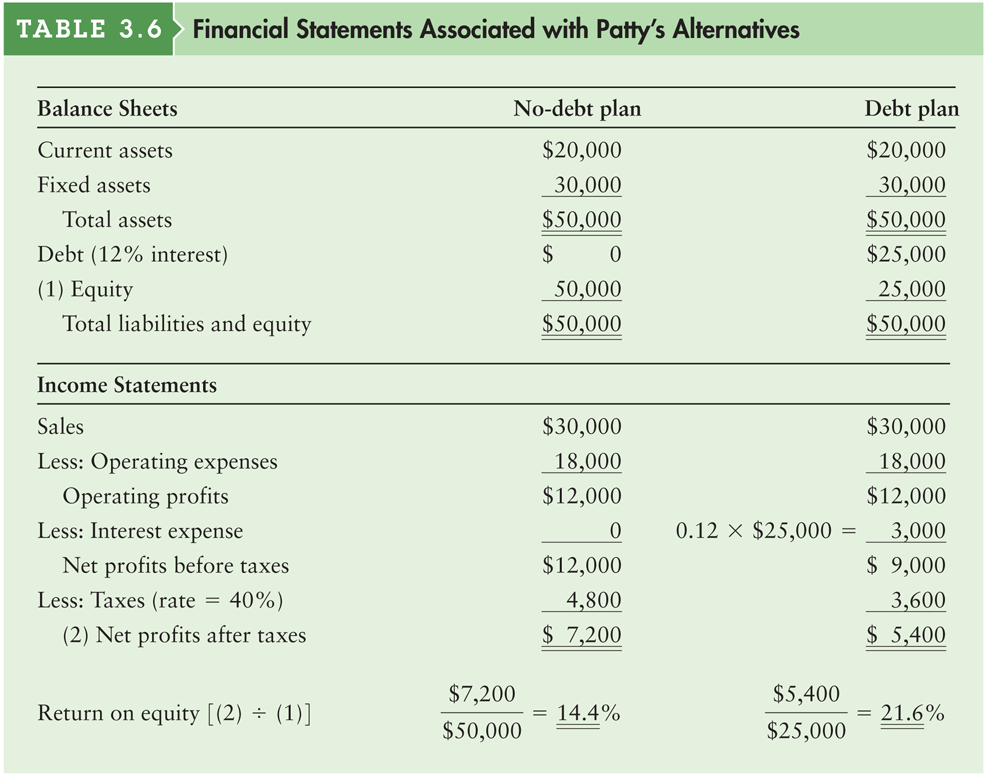 TABLE 3.6 Financial Statements Associated with Patty's Alternatives
Balance Sheets No-debt plan Debt plan
Current assets $20,000 $20,000
Fixed assets 30,000 30,000
Total assets $50,000 $50,000
Debt (12% interest) $ 0 $25,000
(1) Equity 50,000 25,000
Total liabilities and equity $50,000 $50,000
Income Statements
Sales $30,000 $30,000
Less: Operating expenses 18,000 18,000
Operating profits $12,000 $12,000
Less: Interest expense 0 0.12 × $25,000 = 3,000
Net profits before taxes $12,000 $ 9,000
Less: Taxes (rate = 40%) 4,800 3,600
(2) Net profits after taxes $ 7,200 $ 5,400
$7,200 $5,400
Return on equity [(2) ÷ (1)] = 14.4% = 21.6%
$50,000 $25,000